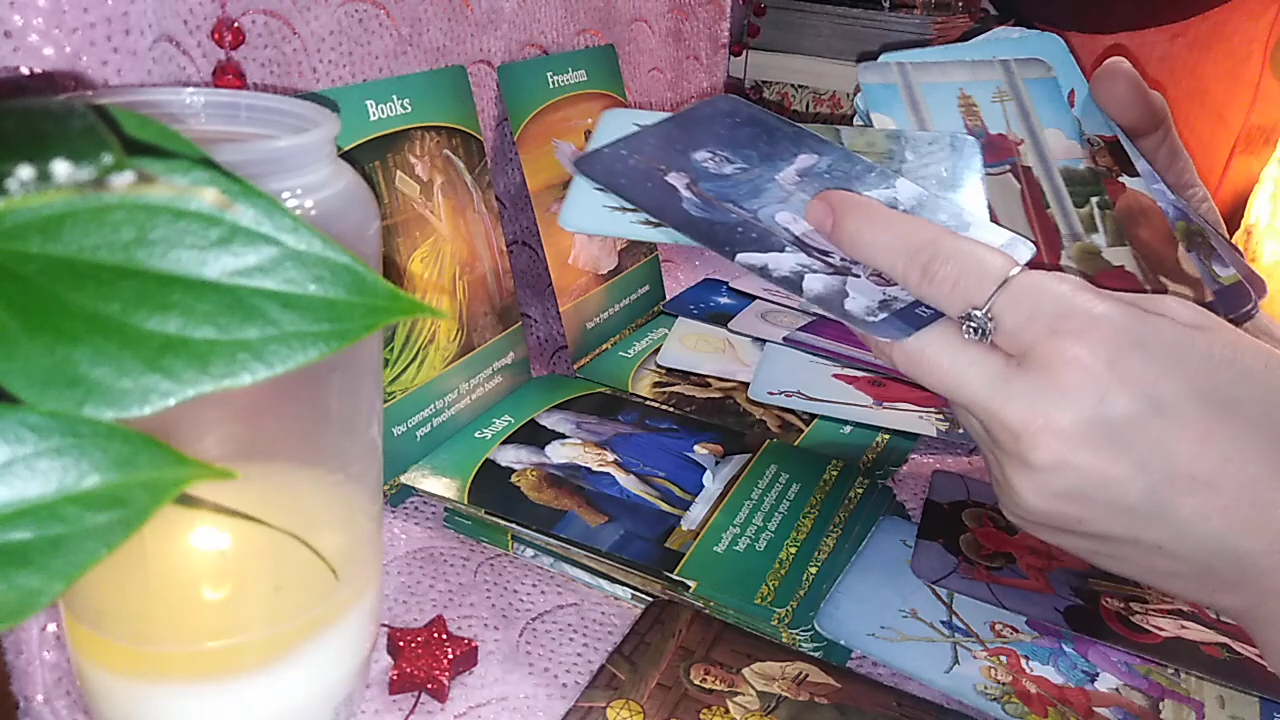 Books
You connect to your life purpose through
your involvement with books.
Freedom
You're free to do what you choose.
Leadership
Study
Reading, research, and education
help you gain confidence and
clarity about your career.
IX